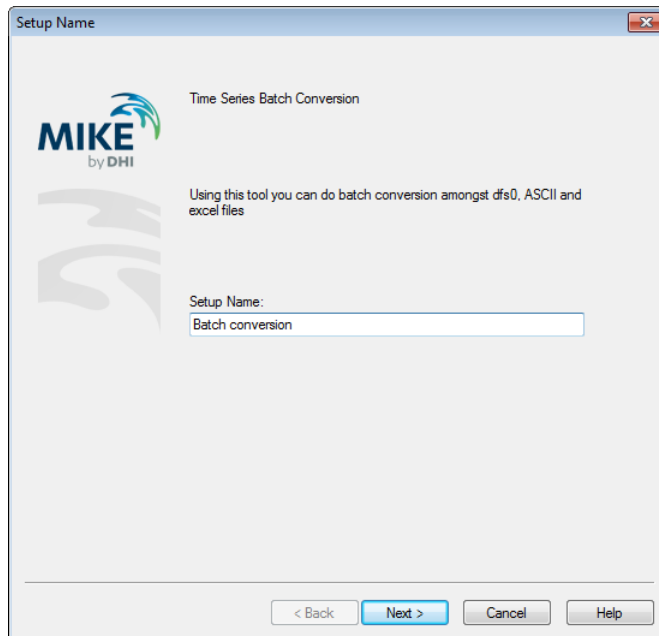 Setup Name
MIKE
by DHI
Time Series Batch Conversion
Using this tool you can do batch conversion amongst dfs0, ASCII and
excel files
Setup Name:
Batch conversion
< Back
Next >
Cancel
Help